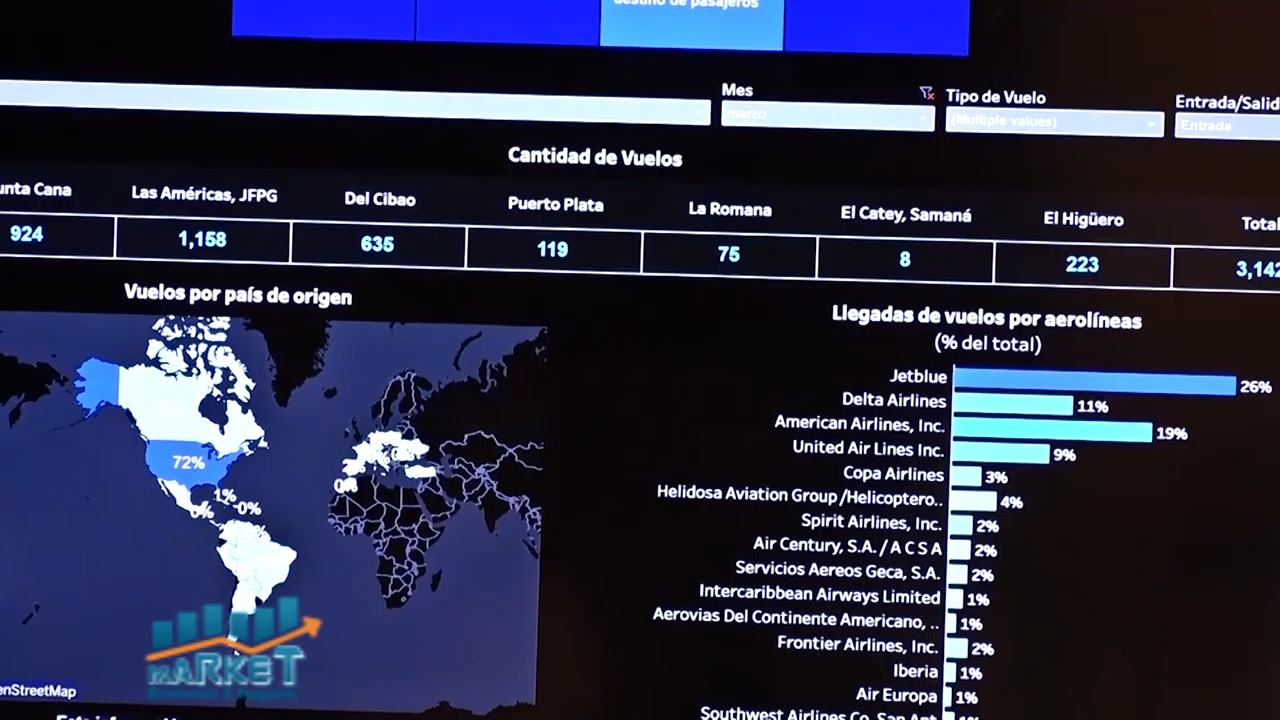 destino de pasajeros
Mes
Tipo de Vuelo
Entrada/Salid
marzo
(Multiple values)
Entrada
Cantidad de Vuelos
unta Cana
Las Américas, JFPG
Del Cibao
Puerto Plata
La Romana
El Catey, Samaná
El Higüero
Total
924
1,158
635
119
75
8
223
3,142
Vuelos por país de origen
Llegadas de vuelos por aerolíneas
(% del total)
Jetblue 26%
Delta Airlines 11%
American Airlines, Inc. 19%
United Air Lines Inc. 9%
Copa Airlines 3%
Helidosa Aviation Group /Helicoptero.. 4%
Spirit Airlines, Inc. 2%
Air Century, S.A. / A C S A 2%
Servicios Aereos Geca, S.A. 2%
Intercaribbean Airways Limited 1%
Aerovias Del Continente Americano, .. 1%
Frontier Airlines, Inc. 2%
Iberia 1%
Air Europa 1%
Southwest Airlines Co. San
72%
1%
0%
0%
0%
MARKET
enStreetMap